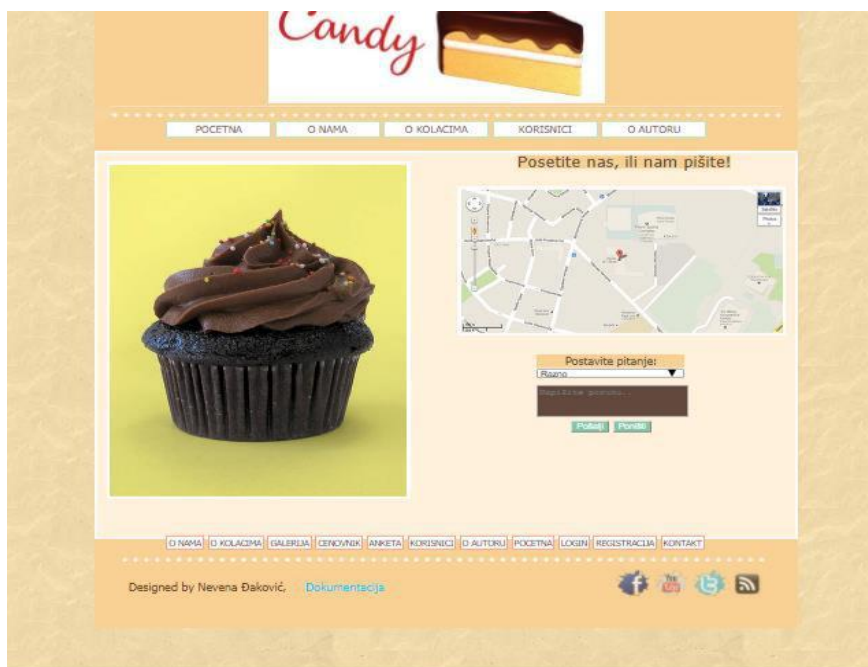 Candy
POCETNA O NAMA O KOLACIMA KORISNICI O AUTORU
Posetite nas, ili nam pišite!
Postavite pitanje:
Razno
Napišite poruku..
Pošalji Poništi
O NAMA O KOLACIMA GALERIJA CENOVNIK ANKETA KORISNICI O AUTORU POCETNA LOGIN REGISTRACIJA KONTAKT
Designed by Nevena Đaković, Dokumentacija